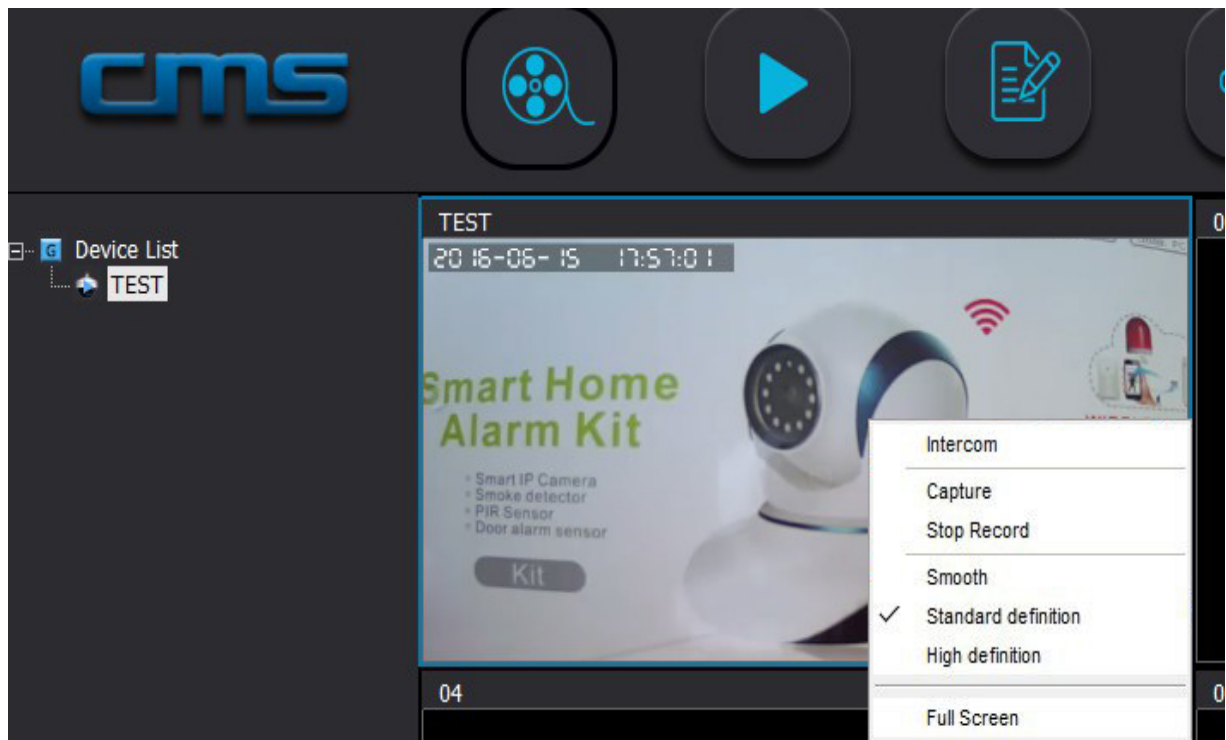 cms
G Device List
TEST
TEST
2016-06-15 17:57:01
Smart Home
Alarm Kit
Smart IP Camera
Smoke detector
PIR Sensor
Door alarm sensor
Kit
Intercom
Capture
Stop Record
Smooth
Standard definition
High definition
Full Screen
04